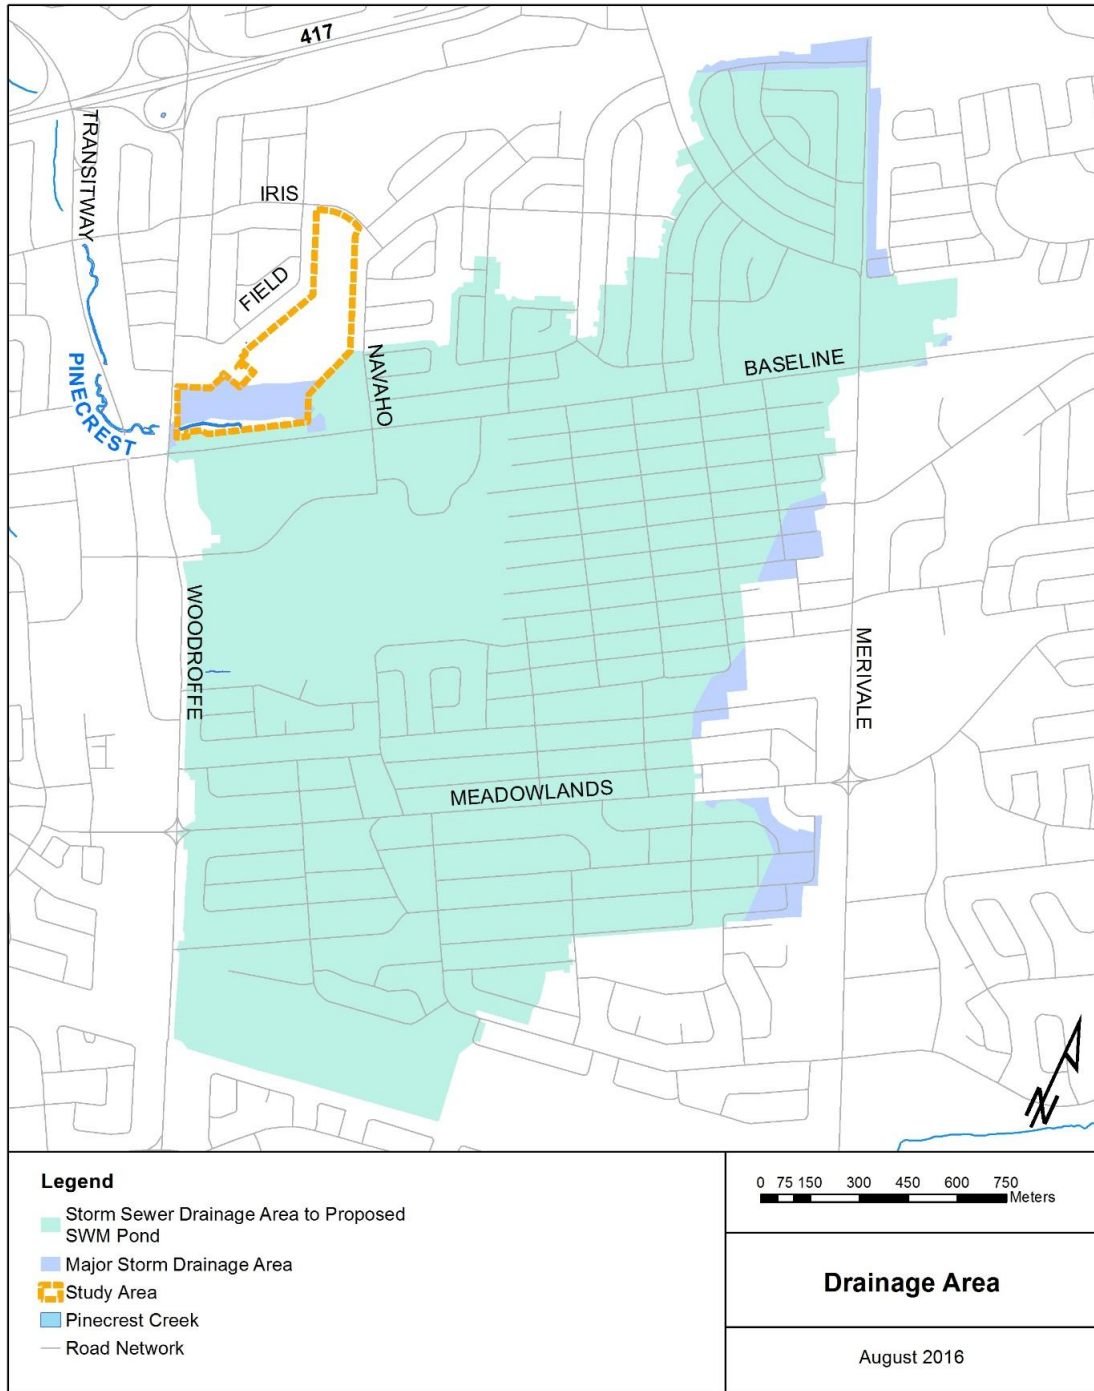 417
TRANSITWAY
IRIS
FIELD
NAVAHO
BASELINE
PINECREST
WOODROFFE
MERIVALE
MEADOWLANDS
N
Legend
Storm Sewer Drainage Area to Proposed
SWM Pond
Major Storm Drainage Area
Study Area
Pinecrest Creek
Road Network
0 75 150 300 450 600 750
Meters
Drainage Area
August 2016